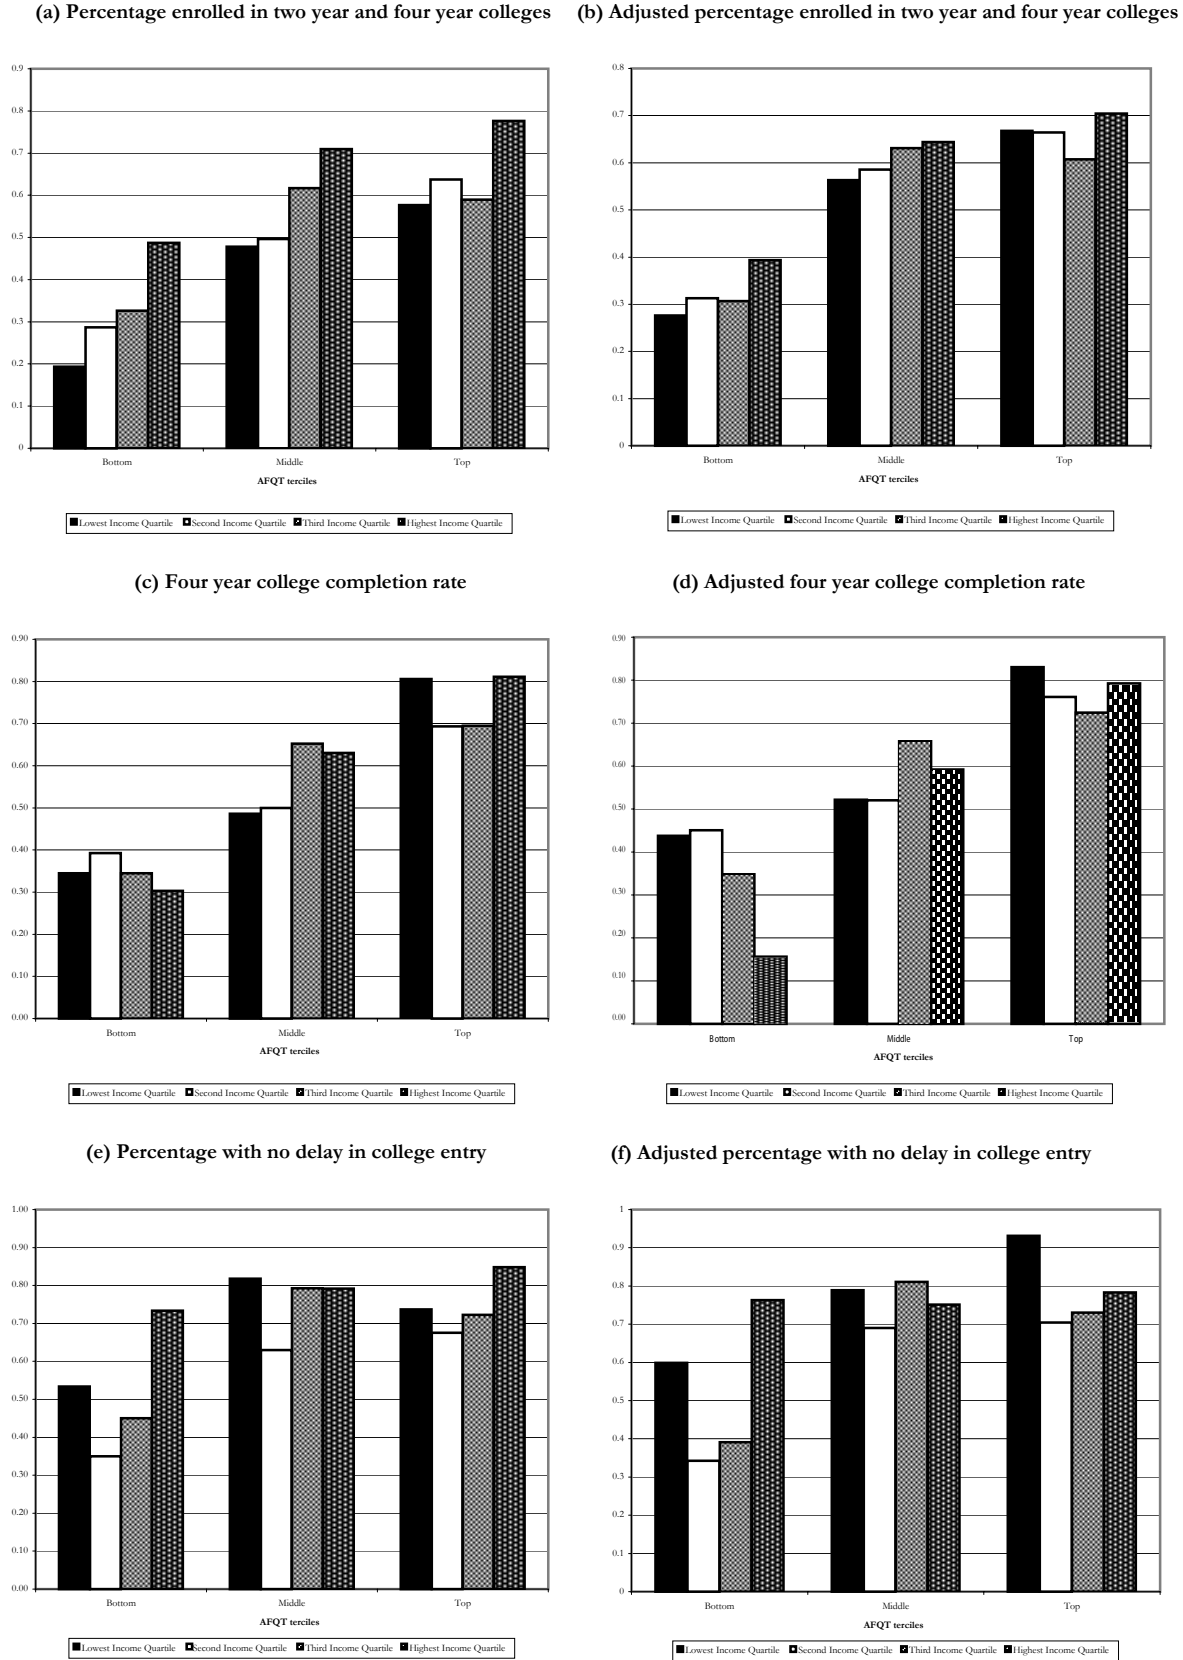 (a) Percentage enrolled in two year and four year colleges
0.9
0.8
0.7
0.6
0.5
0.4
0.3
0.2
0.1
0
Bottom Middle Top
AFQT terciles
Lowest Income Quartile Second Income Quartile Third Income Quartile Highest Income Quartile
(b) Adjusted percentage enrolled in two year and four year colleges
0.8
0.7
0.6
0.5
0.4
0.3
0.2
0.1
0
Bottom Middle Top
AFQT terciles
Lowest Income Quartile Second Income Quartile Third Income Quartile Highest Income Quartile
(c) Four year college completion rate
0.90
0.80
0.70
0.60
0.50
0.40
0.30
0.20
0.10
0.00
Bottom Middle Top
AFQT terciles
Lowest Income Quartile Second Income Quartile Third Income Quartile Highest Income Quartile
(d) Adjusted four year college completion rate
0.90
0.80
0.70
0.60
0.50
0.40
0.30
0.20
0.10
0.00
Bottom Middle Top
AFQT terciles
Lowest Income Quartile Second Income Quartile Third Income Quartile Highest Income Quartile
(e) Percentage with no delay in college entry
1.00
0.90
0.80
0.70
0.60
0.50
0.40
0.30
0.20
0.10
0.00
Bottom Middle Top
AFQT terciles
Lowest Income Quartile Second Income Quartile Third Income Quartile Highest Income Quartile
(f) Adjusted percentage with no delay in college entry
1
0.9
0.8
0.7
0.6
0.5
0.4
0.3
0.2
0.1
0
Bottom Middle Top
AFQT terciles
Lowest Income Quartile Second Income Quartile Third Income Quartile Highest Income Quartile